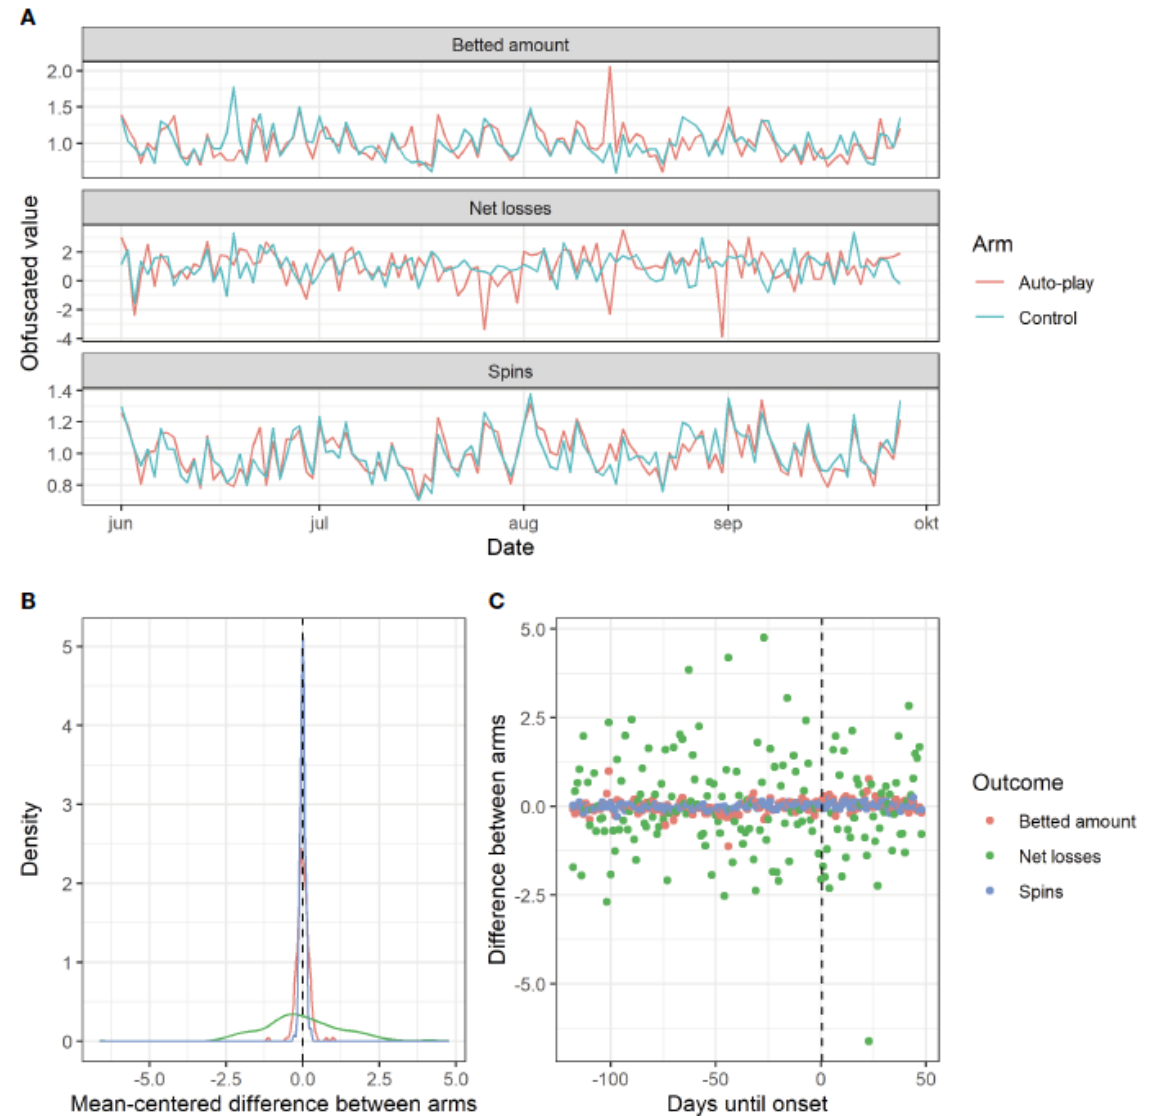 A
Betted amount
2.0
1.5
1.0
Net losses
2
0
-2
-4
Spins
1.4
1.2
1.0
0.8
Obfuscated value
jun jul aug sep okt
Date
Arm
Auto-play
Control
B
5
4
3
2
1
0
Density
-5.0 -2.5 0.0 2.5 5.0
Mean-centered difference between arms
C
5.0
2.5
0.0
-2.5
-5.0
Difference between arms
-100 -50 0 50
Days until onset
Outcome
Betted amount
Net losses
Spins